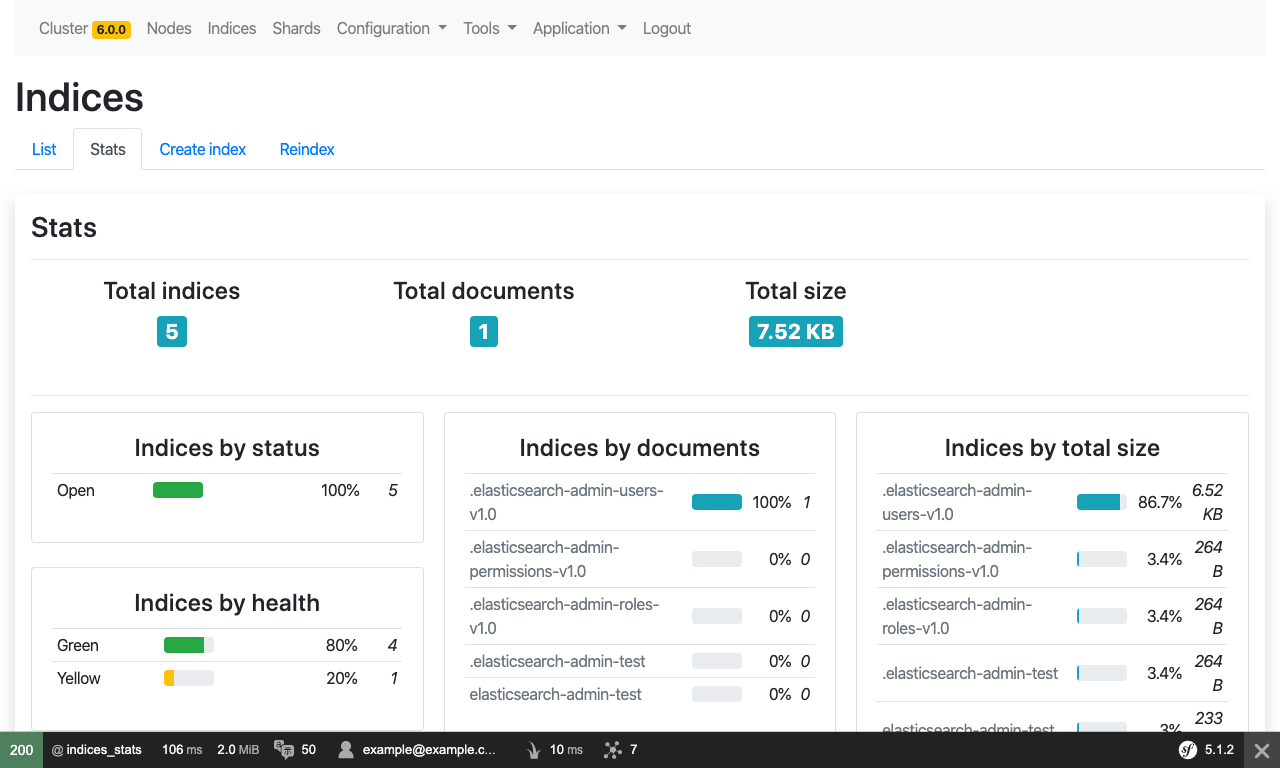 Cluster 6.0.0 Nodes Indices Shards Configuration Tools Application Logout
Indices
List Stats Create index Reindex
Stats
Total indices
5
Total documents
1
Total size
7.52 KB
Indices by status
Open 100% 5
Indices by health
Green 80% 4
Yellow 20% 1
Indices by documents
.elasticsearch-admin-users-
v1.0 100% 1
.elasticsearch-admin-
permissions-v1.0 0% 0
.elasticsearch-admin-roles-
v1.0 0% 0
.elasticsearch-admin-test 0% 0
elasticsearch-admin-test 0% 0
Indices by total size
.elasticsearch-admin-
users-v1.0 86.7% 6.52
KB
.elasticsearch-admin-
permissions-v1.0 3.4% 264
B
.elasticsearch-admin-
roles-v1.0 3.4% 264
B
.elasticsearch-admin-test 3.4% 264
B
elasticsearch-admin-test 3% 233
200 @ indices_stats 106 ms 2.0 MiB 50 example@example.c... 10 ms 7 sf 5.1.2